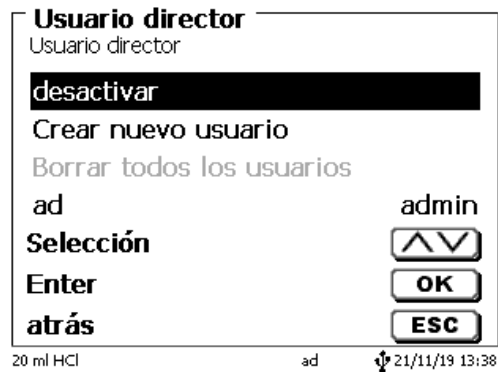 Usuario director
Usuario director
desactivar
Crear nuevo usuario
Borrar todos los usuarios
ad admin
Selección
Enter OK
atrás ESC
20 ml HCl ad 21/11/19 13:38